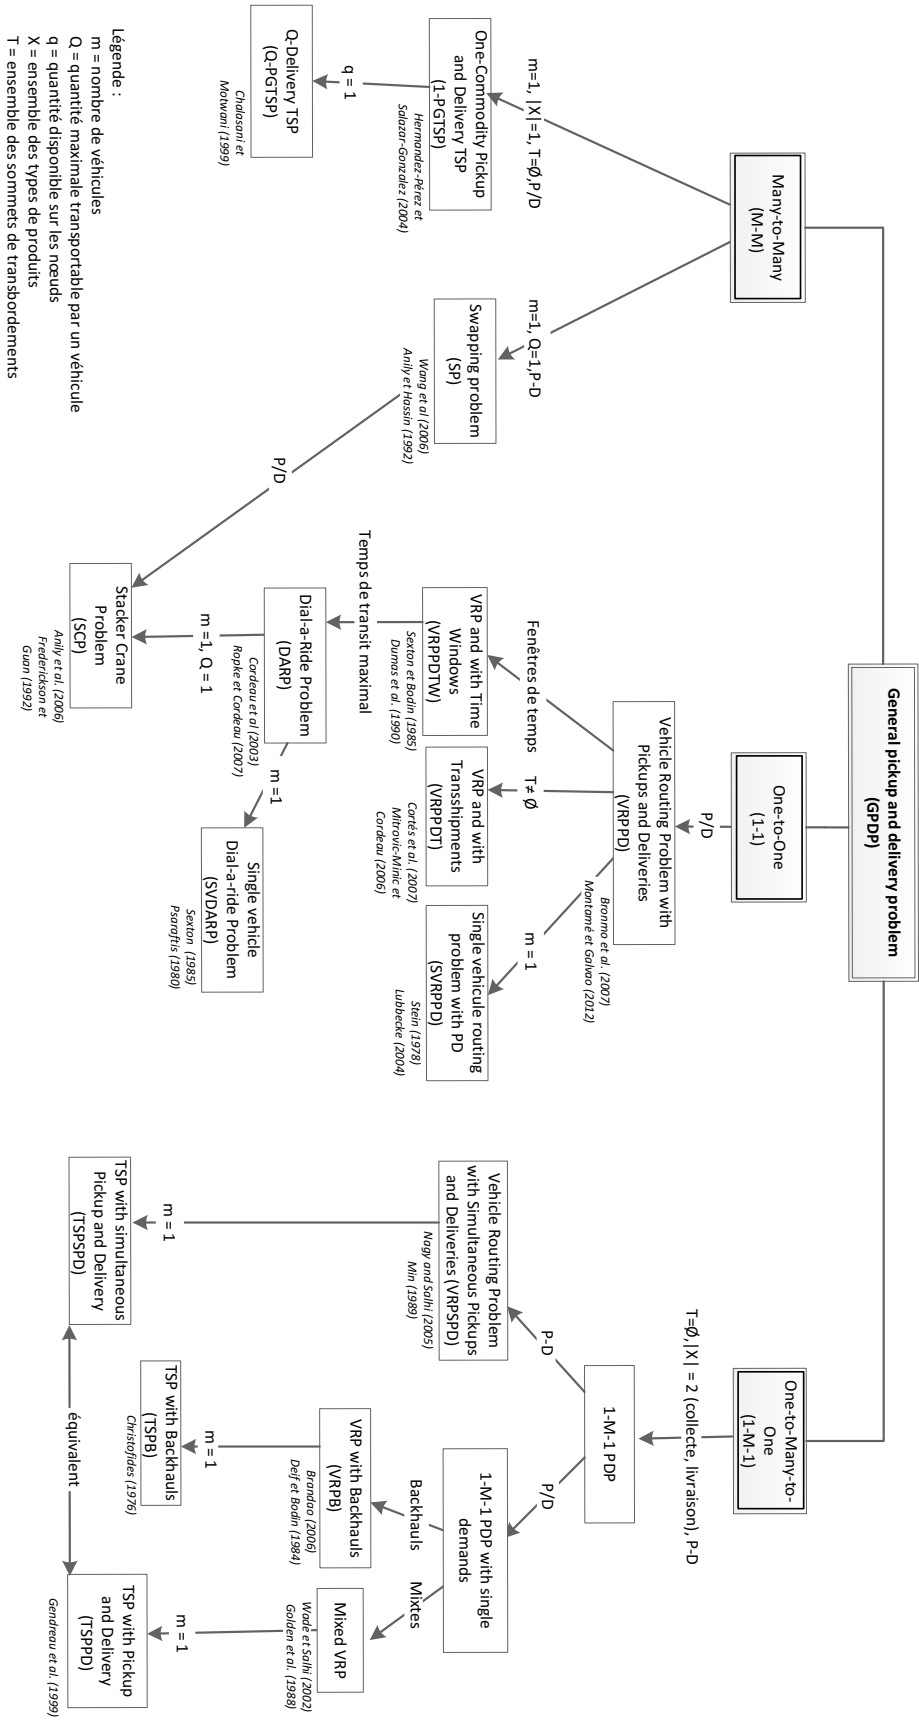 General pickup and delivery problem
(GPDP)
Many-to-Many
(M-M)
One-to-One
(1-1)
One-to-Many-to-
One
(1-M-1)
m=1, |X|=1, T=Ø,P/D
m=1, Q=1,P-D
P/D
T=Ø,|X| = 2 (collecte, livraison), P-D
One-Commodity Pickup
and Delivery TSP
(1-PGTSP)
Hermandez-Pérez et
Salazar-Gonzalez (2004)
q = 1
Q-Delivery TSP
(Q-PGTSP)
Chalasani et
Motwani (1999)
Swapping problem
(SP)
Wang et al (2006)
Anily et Hassin (1992)
P/D
Vehicle Routing Problem with
Pickups and Deliveries
(VRPPD)
Bronmo et al. (2007)
Montamé et Galvao (2012)
Fenêtres de temps
T≠ Ø
m = 1
VRP and with Time
Windows
(VRPPDTW)
Sexton et Bodin (1985)
Dumas et al. (1990)
VRP and with
Transshipments
(VRPPDT)
Cortés et al. (2007)
Mitrovic-Minic et
Cordeau (2006)
Single vehicule routing
problem with PD
(SVRPPD)
Stein (1978)
Lubbecke (2004)
Temps de transit maximal
Dial-a-Ride Problem
(DARP)
Cordeau et al (2003)
Ropke et Cordeau (2007)
m =1, Q = 1
m =1
Stacker Crane
Problem
(SCP)
Anily et al. (2006)
Frederickson et
Guan (1992)
Single vehicle
Dial-a-ride Problem
(SVDARP)
Sexton (1985)
Psaraftis (1980)
1-M-1 PDP
P-D
P/D
Vehicle Routing Problem
with Simultaneous Pickups
and Deliveries (VRPSPD)
Nagy and Salhi (2005)
Min (1989)
1-M-1 PDP with single
demands
Backhauls
Mixtes
VRP with Backhauls
(VRPB)
Brandao (2006)
Deif et Bodin (1984)
Mixed VRP
Wade et Salhi (2002)
Golden et al. (1988)
m = 1
m = 1
m = 1
TSP with simultaneous
Pickup and Delivery
(TSPSPD)
TSP with Backhauls
(TSPB)
Christofides (1976)
TSP with Pickup
and Delivery
(TSPPD)
Gendreau et al. (1999)
équivalent
Légende :
m = nombre de véhicules
Q = quantité maximale transportable par un véhicule
q = quantité disponible sur les nœuds
X = ensemble des types de produits
T = ensemble des sommets de transbordements